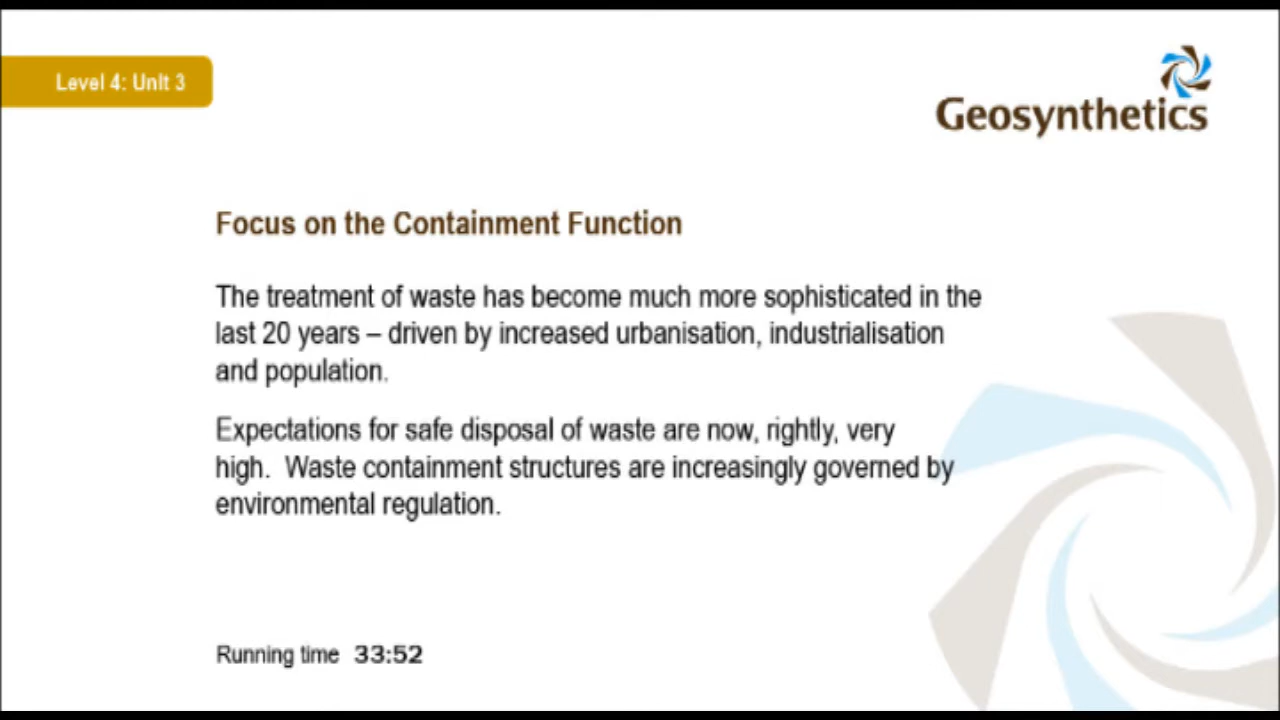 Level 4: Unit 3
Geosynthetics
Focus on the Containment Function
The treatment of waste has become much more sophisticated in the
last 20 years – driven by increased urbanisation, industrialisation
and population.
Expectations for safe disposal of waste are now, rightly, very
high.  Waste containment structures are increasingly governed by
environmental regulation.
Running time  33:52